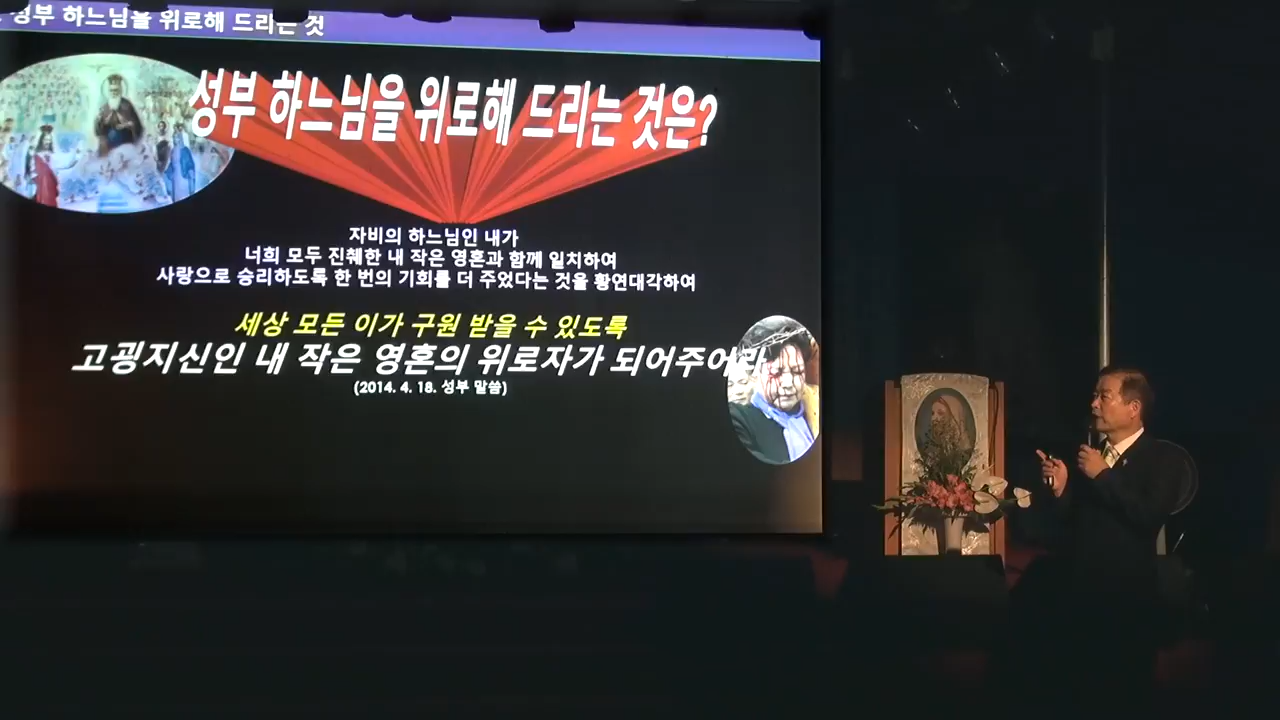 성부 하느님을 위로해 드리는 것
성부 하느님을 위로해 드리는 것은?
자비의 하느님인 내가
너희 모두 진췌한 내 작은 영혼과 함께 일치하여
사랑으로 승리하도록 한 번의 기회를 더 주었다는 것을 황연대각하여
세상 모든 이가 구원 받을 수 있도록
고굉지신인 내 작은 영혼의 위로자가 되어주어라
(2014. 4. 18. 성부 말씀)